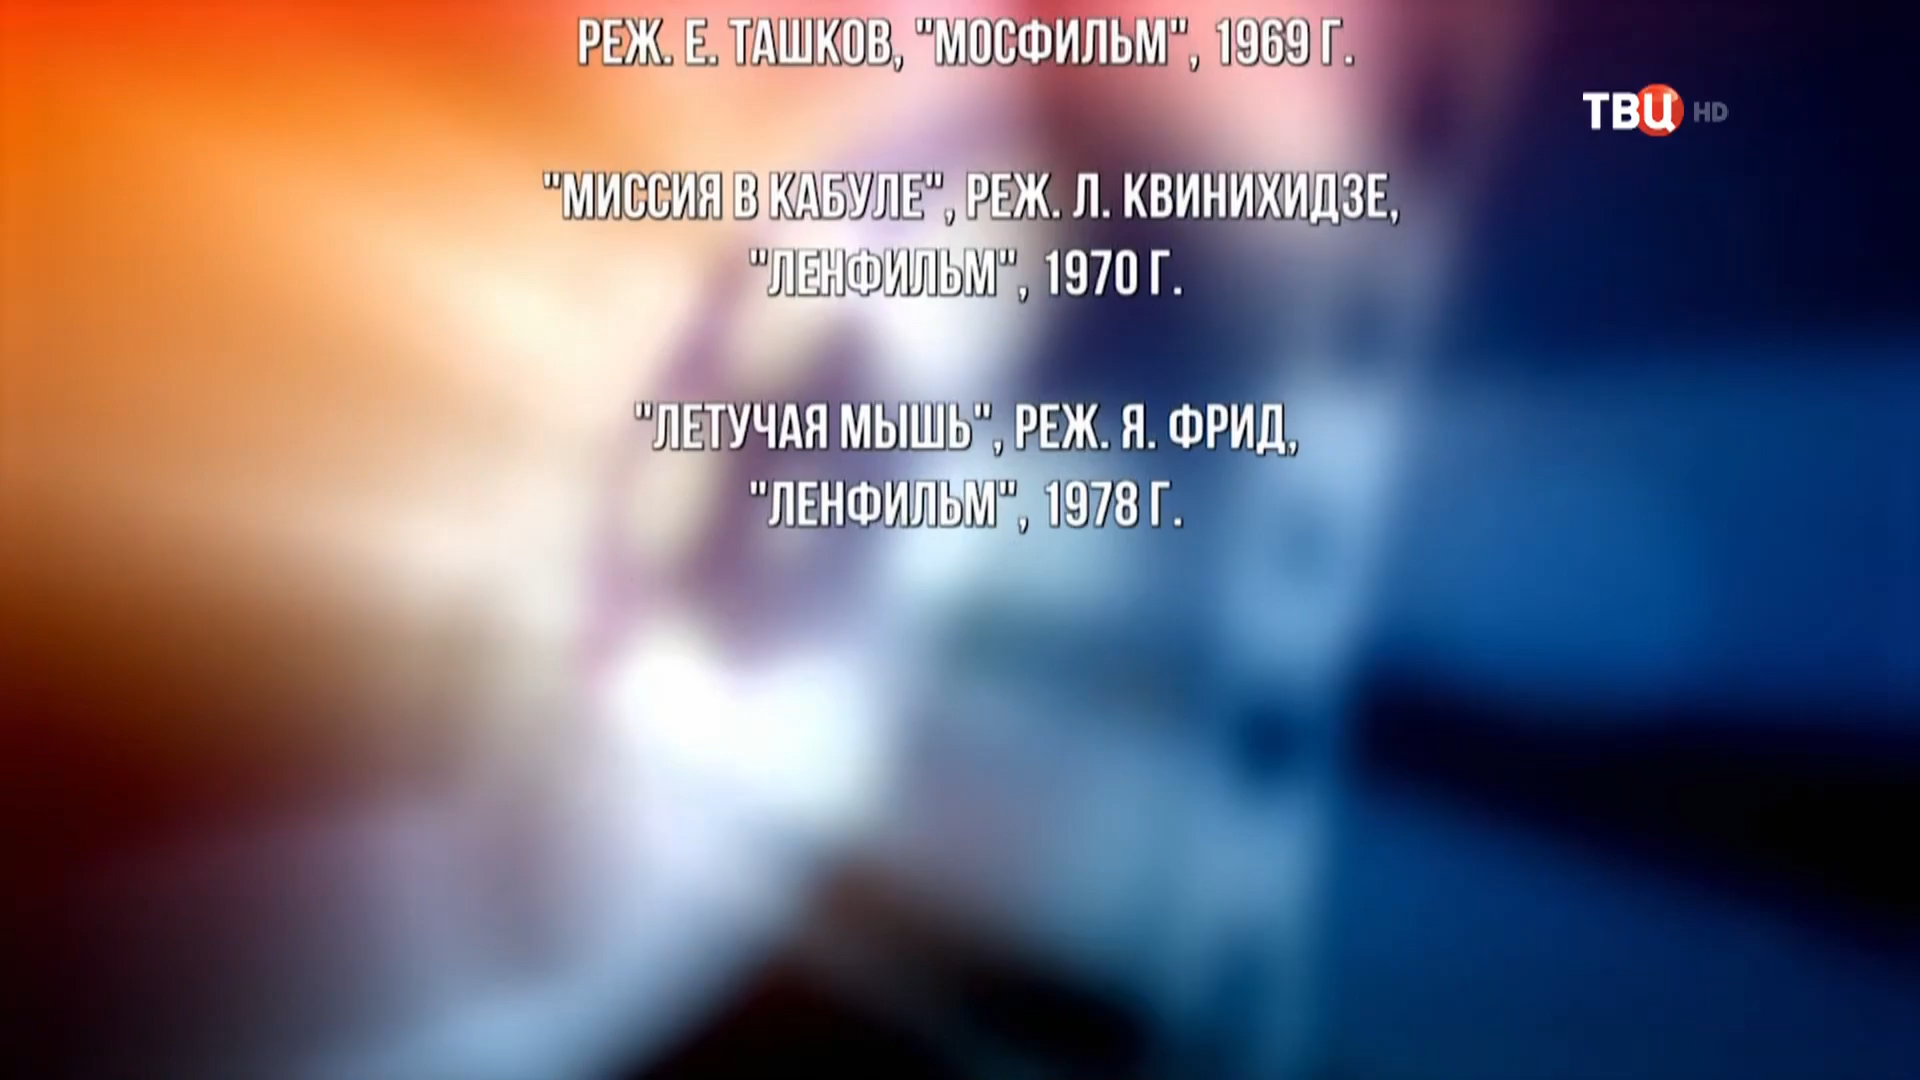 РЕЖ. Е. ТАШКОВ, "МОСФИЛЬМ", 1969 Г.
ТВЦ HD
"МИССИЯ В КАБУЛЕ", РЕЖ. Л. КВИНИХИДЗЕ,
"ЛЕНФИЛЬМ", 1970 Г.
"ЛЕТУЧАЯ МЫШЬ", РЕЖ. Я. ФРИД,
"ЛЕНФИЛЬМ", 1978 Г.